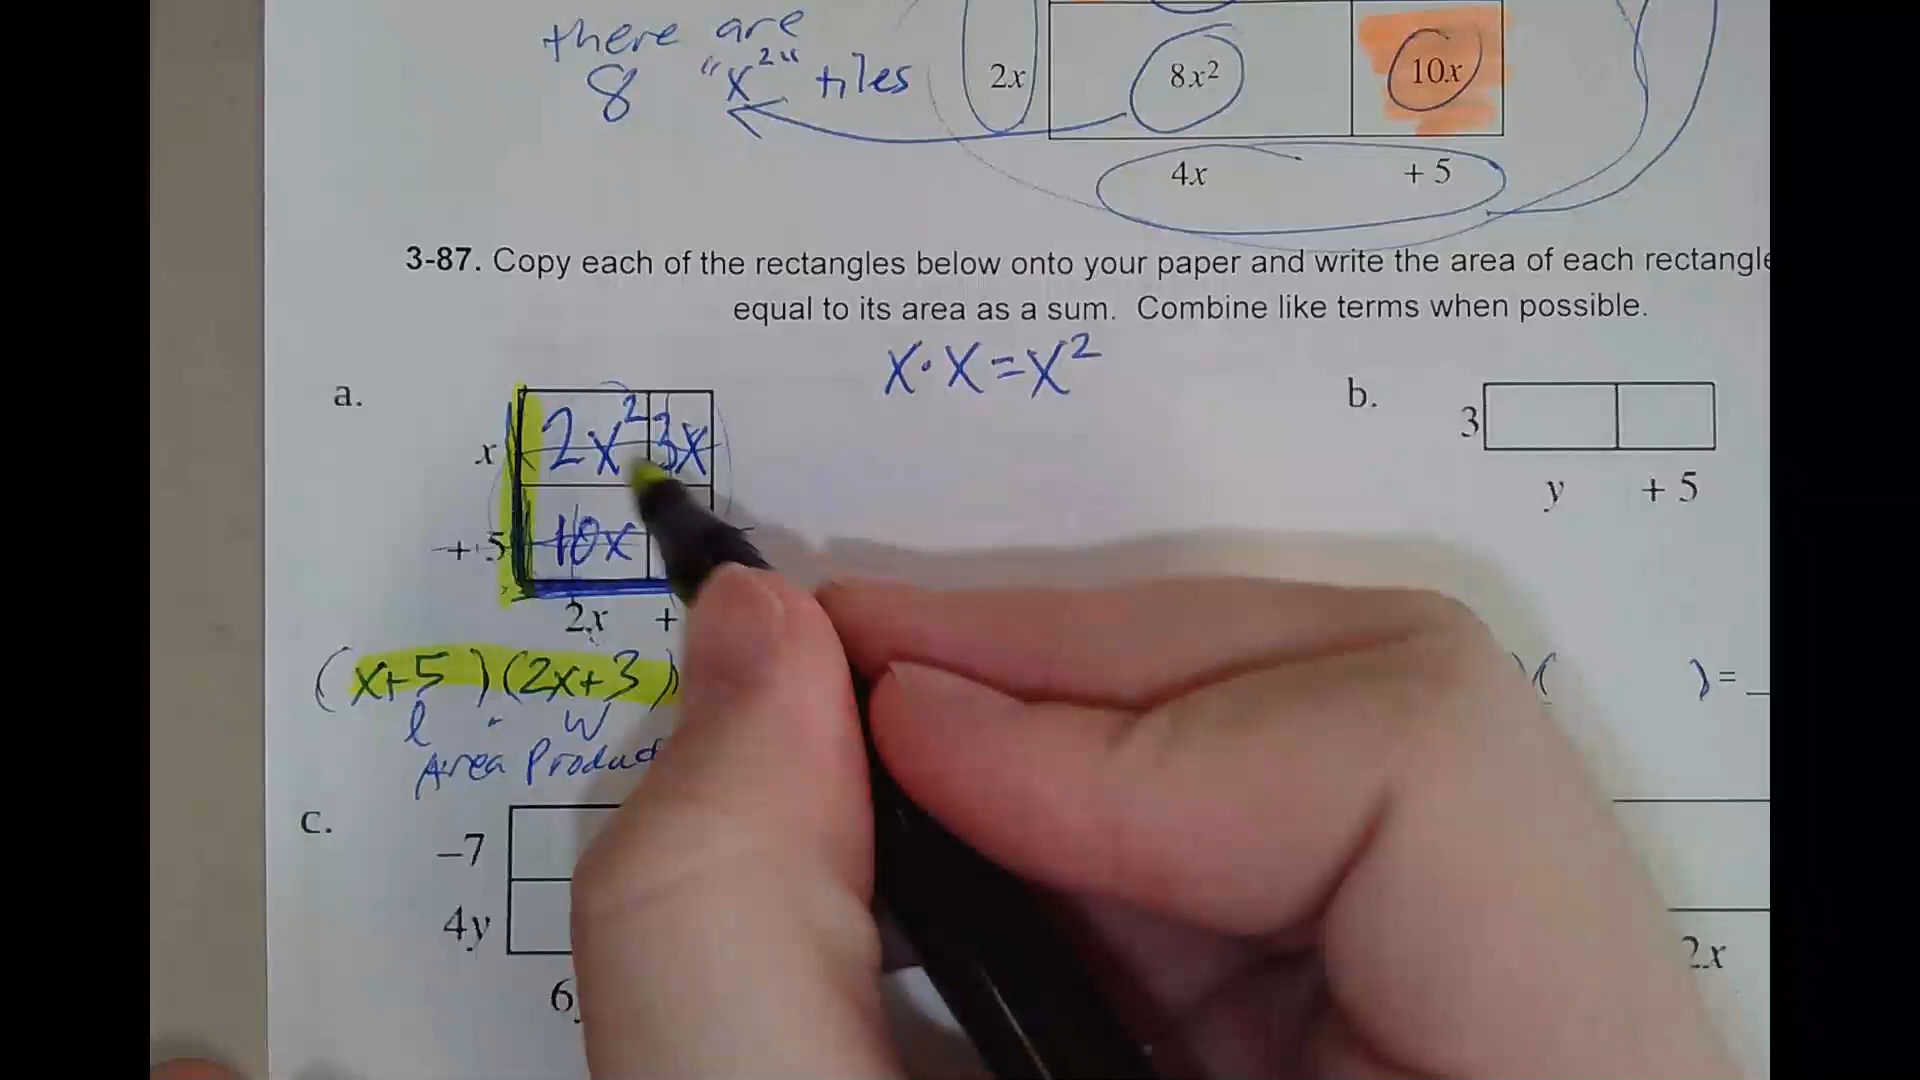 there are
8 "x²" tiles
2x 8x² 10x
4x + 5
3-87. Copy each of the rectangles below onto your paper and write the area of each rectangle
equal to its area as a sum. Combine like terms when possible.
x·x=x²
a.
x 2x² 3x
+ 5 10x
2x +
(x+5)(2x+3)
l · w
Area Product
b.
3
y + 5
)( )=
c.
–7
4y
6
2x